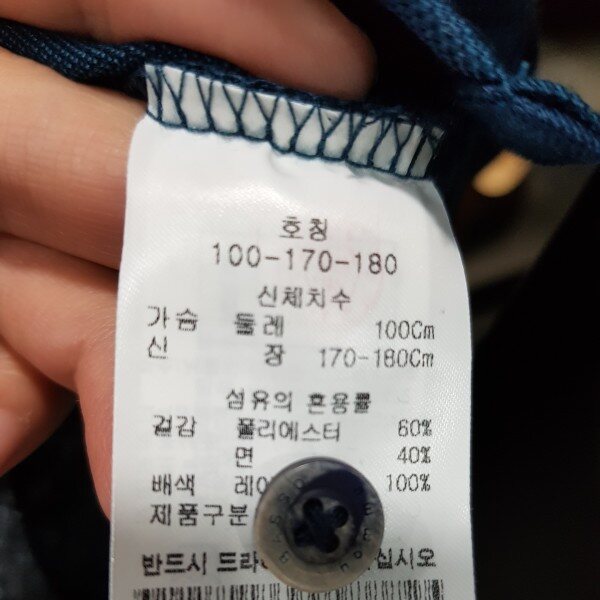 호칭
100-170-180
신체치수
가슴 둘레 100Cm
신 장 170-180Cm
섬유의 혼용률
겉감 폴리에스터 60%
면 40%
배색 100%
제품구분
반드시